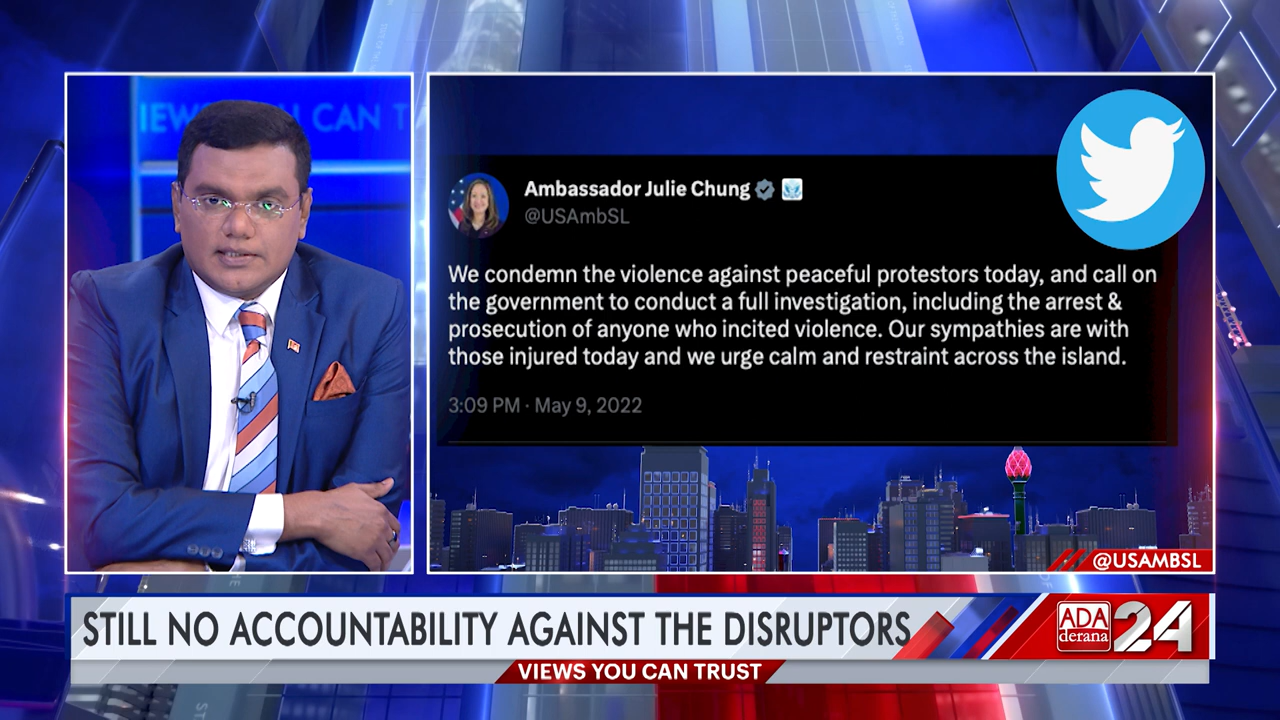 IEWS
CAN T
Ambassador Julie Chung
@USAmbSL
We condemn the violence against peaceful protestors today, and call on
the government to conduct a full investigation, including the arrest &
prosecution of anyone who incited violence. Our sympathies are with
those injured today and we urge calm and restraint across the island.
3:09 PM · May 9, 2022
@USAMBSL
STILL NO ACCOUNTABILITY AGAINST THE DISRUPTORS
ADA
derana
24
VIEWS YOU CAN TRUST